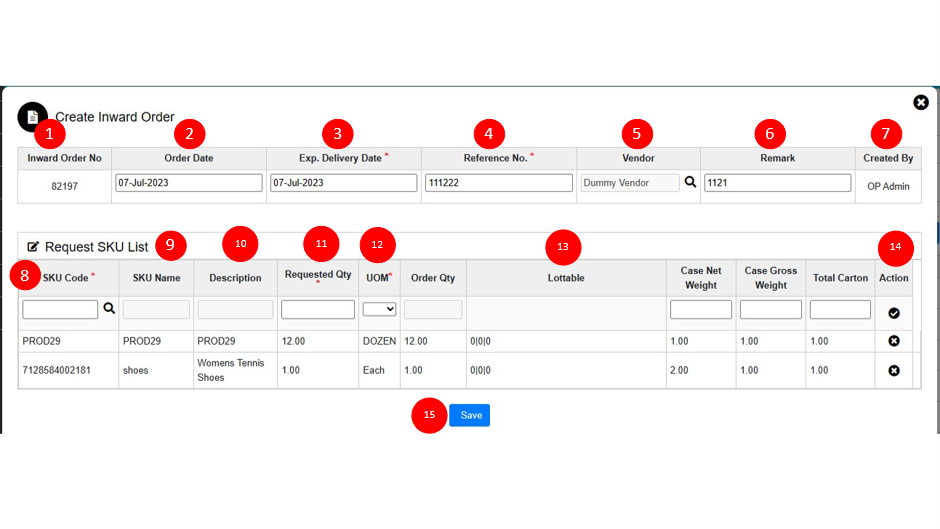 Create Inward Order
1 2 3 4 5 6 7
Inward Order No Order Date Exp. Delivery Date * Reference No. * Vendor Remark Created By
82197 07-Jul-2023 07-Jul-2023 111222 Dummy Vendor 1121 OP Admin
Request SKU List 9 10 11 12 13 14
8 SKU Code * SKU Name Description Requested Qty * UOM* Order Qty Lottable Case Net Weight Case Gross Weight Total Carton Action
PROD29 PROD29 PROD29 12.00 DOZEN 12.00 0|0|0 1.00 1.00 1.00
7128584002181 shoes Womens Tennis Shoes 1.00 Each 1.00 0|0|0 2.00 1.00 1.00
15 Save